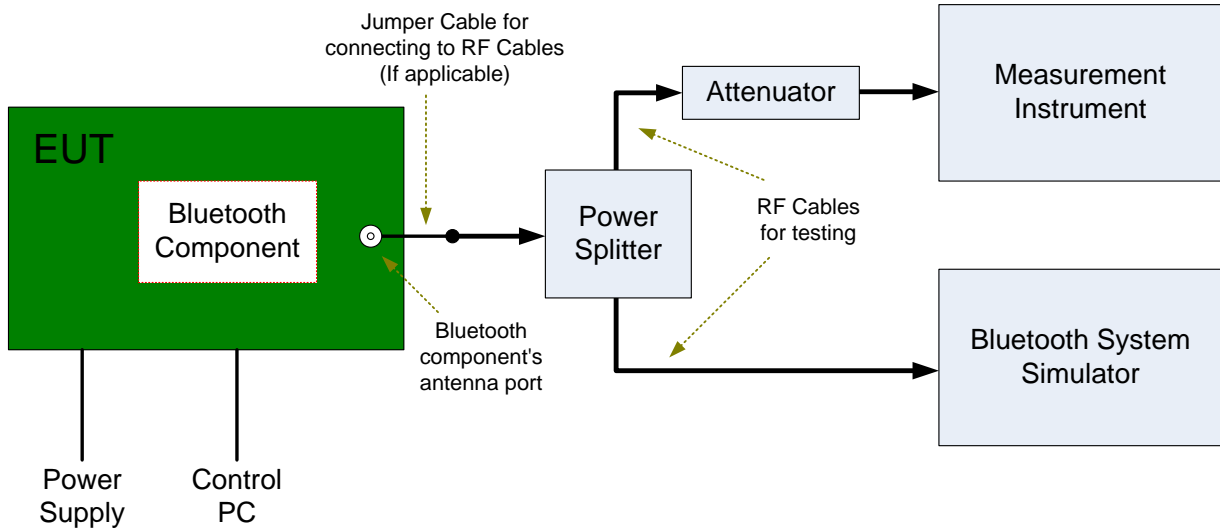 Jumper Cable for
connecting to RF Cables
(If applicable)
EUT
Bluetooth
Component
Power
Splitter
Attenuator
Measurement
Instrument
RF Cables
for testing
Bluetooth
component's
antenna port
Bluetooth System
Simulator
Power
Supply
Control
PC